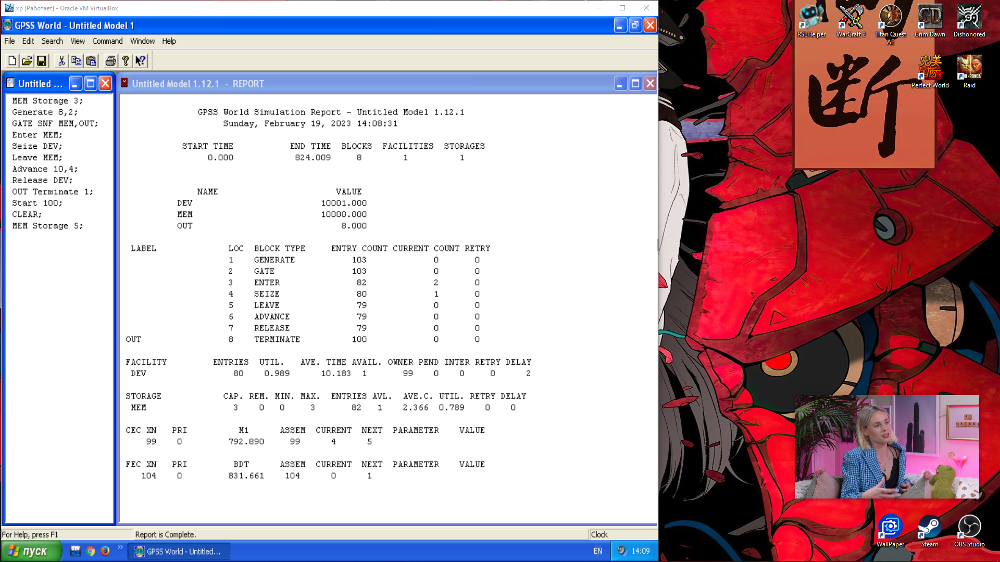 xp [Работает] - Oracle VM VirtualBox
GPSS World - Untitled Model 1
File Edit Search View Command Window Help
Untitled ...
MEM Storage 3;
Generate 8,2;
GATE SNF MEM,OUT;
Enter MEM;
Seize DEV;
Leave MEM;
Advance 10,4;
Release DEV;
OUT Terminate 1;
Start 100;
CLEAR;
MEM Storage 5;
Untitled Model 1.12.1 - REPORT
GPSS World Simulation Report - Untitled Model 1.12.1
Sunday, February 19, 2023 14:08:31
START TIME END TIME BLOCKS FACILITIES STORAGES
0.000 824.009 8 1 1
NAME VALUE
DEV 10001.000
MEM 10000.000
OUT 8.000
LABEL LOC BLOCK TYPE ENTRY COUNT CURRENT COUNT RETRY
1 GENERATE 103 0 0
2 GATE 103 0 0
3 ENTER 82 2 0
4 SEIZE 80 1 0
5 LEAVE 79 0 0
6 ADVANCE 79 0 0
7 RELEASE 79 0 0
OUT 8 TERMINATE 100 0 0
FACILITY ENTRIES UTIL. AVE. TIME AVAIL. OWNER PEND INTER RETRY DELAY
DEV 80 0.989 10.183 1 99 0 0 0 2
STORAGE CAP. REM. MIN. MAX. ENTRIES AVL. AVE.C. UTIL. RETRY DELAY
MEM 3 0 0 3 82 1 2.366 0.789 0 0
CEC XN PRI M1 ASSEM CURRENT NEXT PARAMETER VALUE
99 0 792.890 99 4 5
FEC XN PRI BDT ASSEM CURRENT NEXT PARAMETER VALUE
104 0 831.661 104 0 1
For Help, press F1
Report is Complete.
Clock
пуск
GPSS World - Untitled...
EN
14:09
RSLHelper
WarCraft 2
Titan Quest
AE
GD
Grim Dawn
Dishonored
完美
国际
Perfect World
Raid
断
WallPaper
Steam
OBS Studio